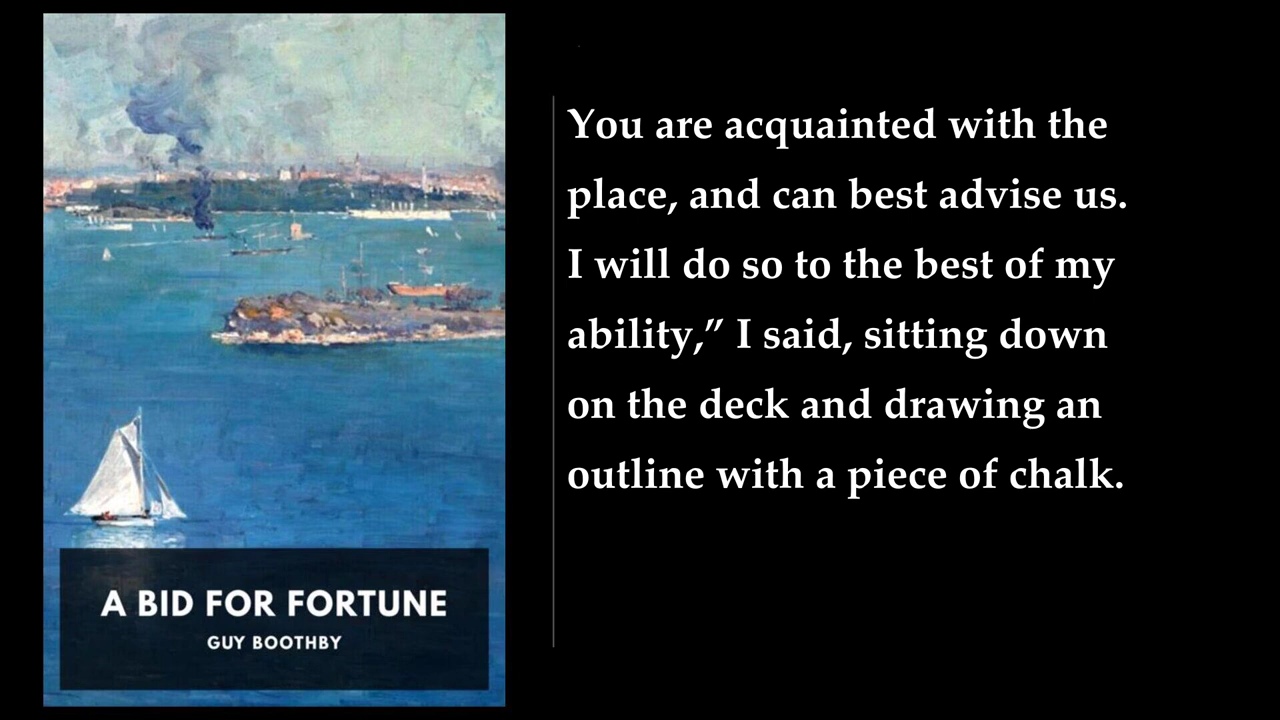 A BID FOR FORTUNE
GUY BOOTHBY
You are acquainted with the
place, and can best advise us.
I will do so to the best of my
ability,” I said, sitting down
on the deck and drawing an
outline with a piece of chalk.